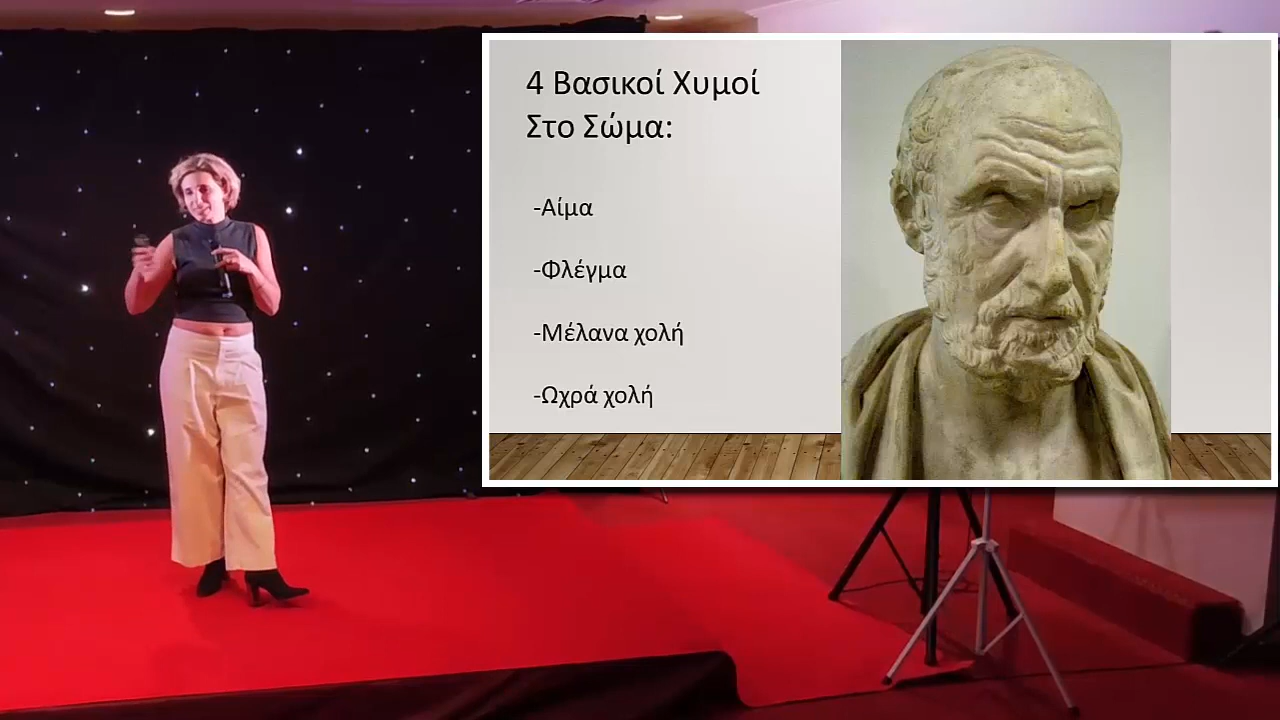 4 Βασικοί Χυμοί
Στο Σώμα:
-Αίμα
-Φλέγμα
-Μέλανα χολή
-Ωχρά χολή